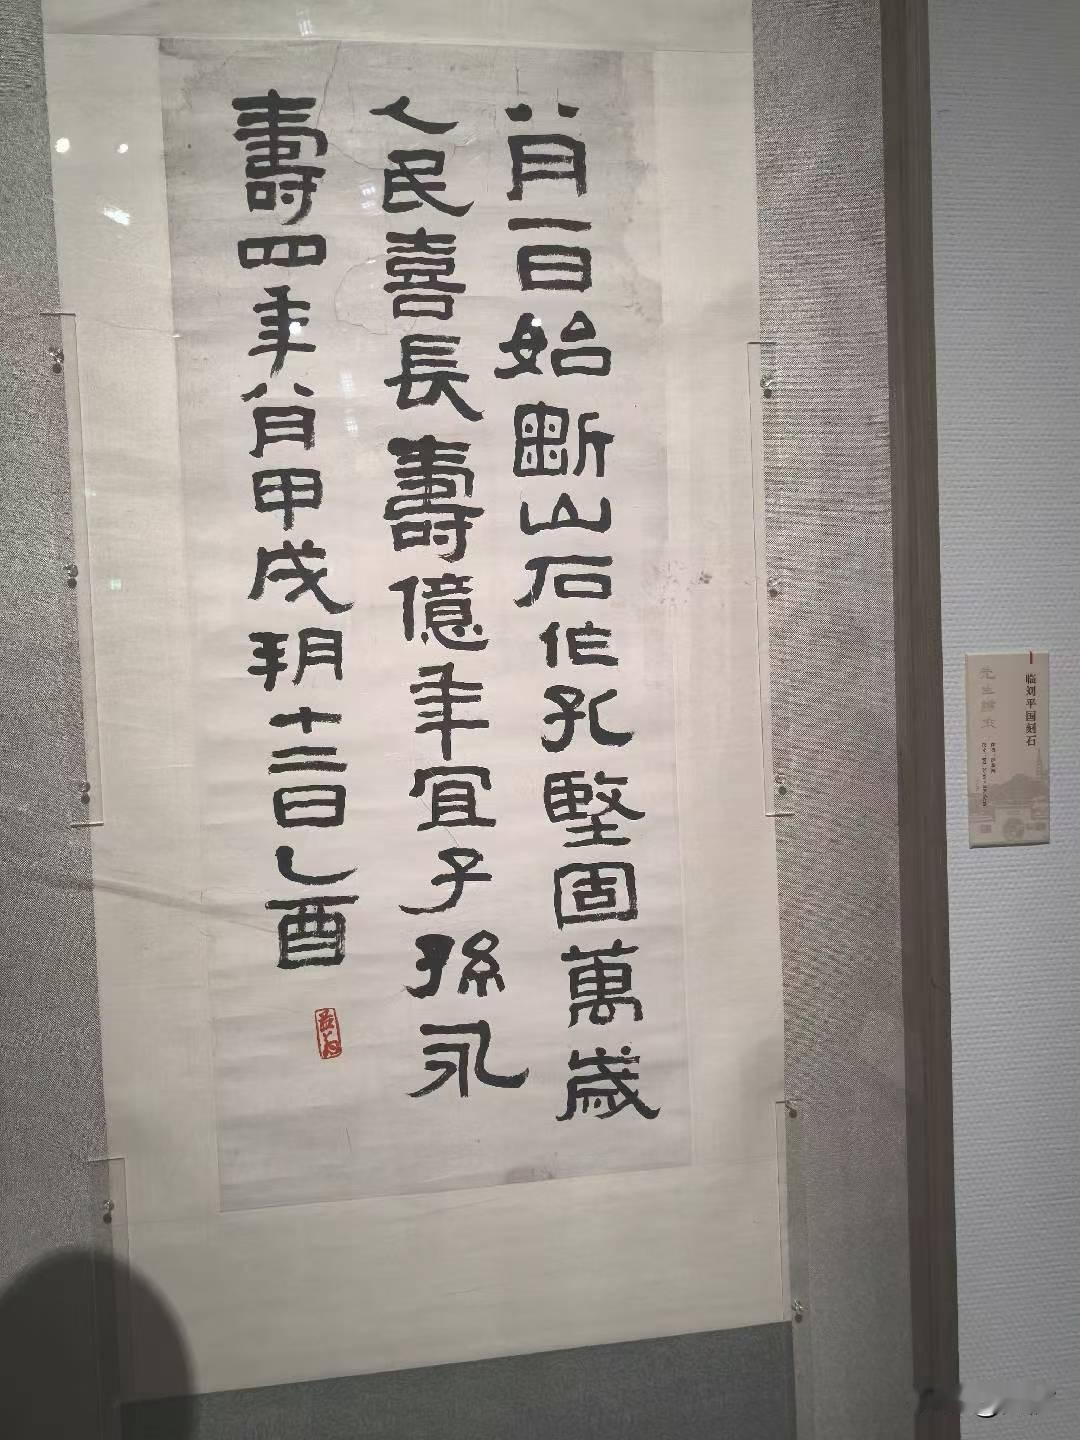 八月一日始斷山石作孔堅固萬歲
人民喜長壽億年宜子孫永
壽四年八月甲戌朔十二日乙酉
临刘平国刻石